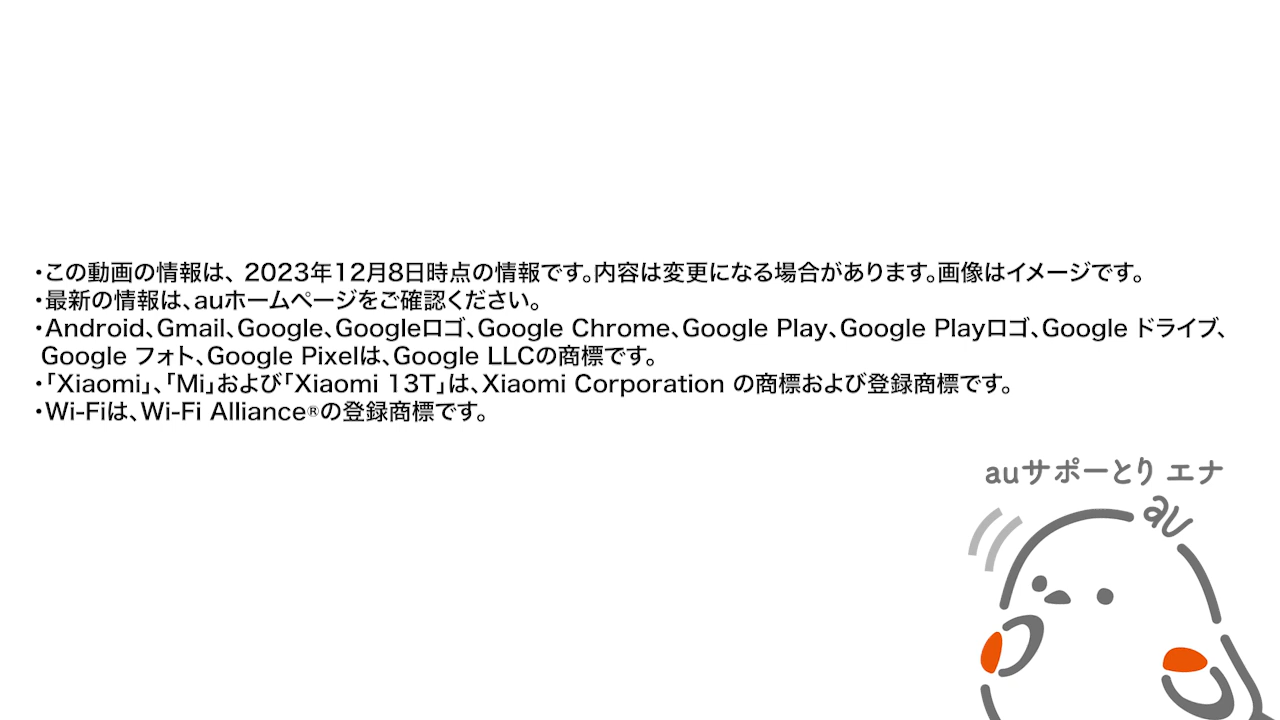 ・この動画の情報は、2023年12月8日時点の情報です。内容は変更になる場合があります。画像はイメージです。
・最新の情報は、auホームページをご確認ください。
・Android、Gmail、Google、Googleロゴ、Google Chrome、Google Play、Google Playロゴ、Google ドライブ、
Google フォト、Google Pixelは、Google LLCの商標です。
・「Xiaomi」、「Mi」および「Xiaomi 13T」は、Xiaomi Corporation の商標および登録商標です。
・Wi-Fiは、Wi-Fi Alliance®の登録商標です。
auサポーとり エナ
au